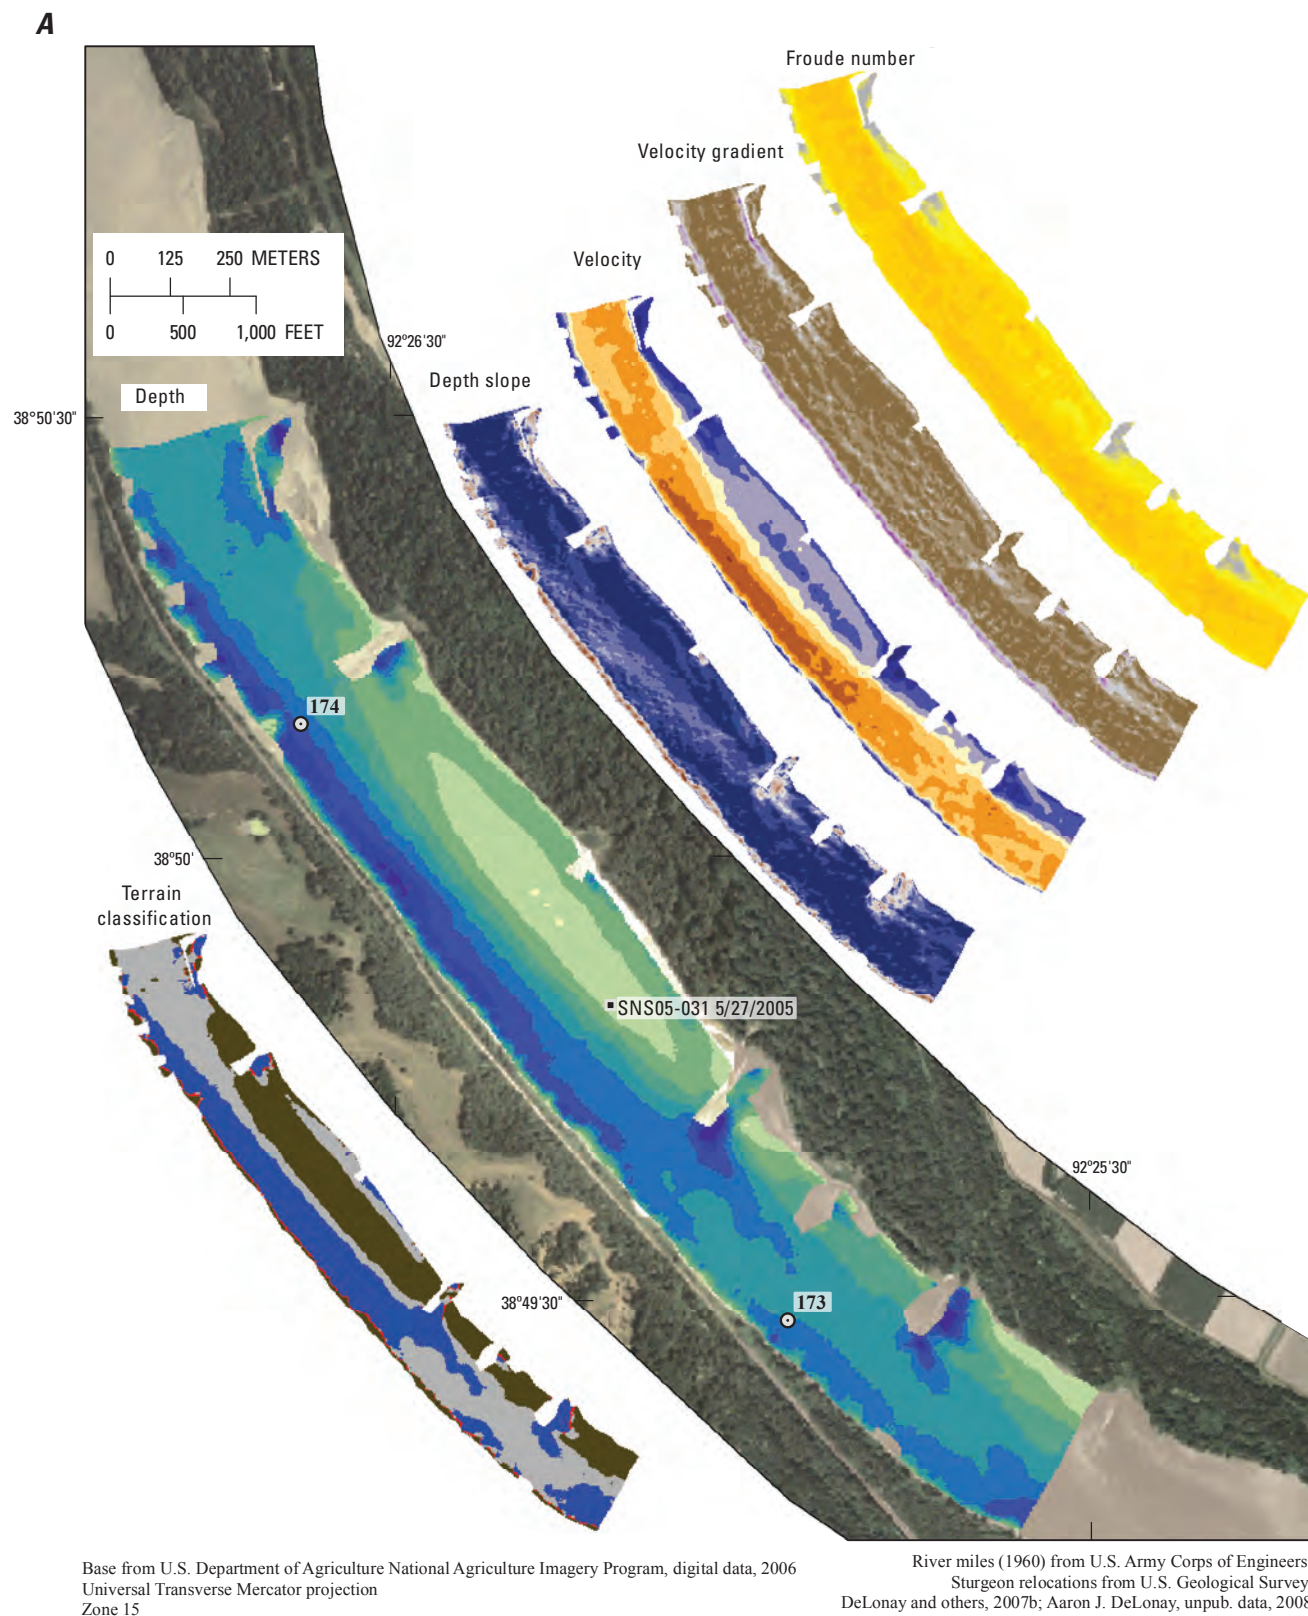 A
Froude number
Velocity gradient
Velocity
0 125 250 METERS
0 500 1,000 FEET
92°26'30"
Depth slope
Depth
38°50'30"
174
38°50'
Terrain
classification
SNS05-031 5/27/2005
92°25'30"
38°49'30"
173
Base from U.S. Department of Agriculture National Agriculture Imagery Program, digital data, 2006
Universal Transverse Mercator projection
Zone 15
River miles (1960) from U.S. Army Corps of Engineers
Sturgeon relocations from U.S. Geological Survey
DeLonay and others, 2007b; Aaron J. DeLonay, unpub. data, 2008